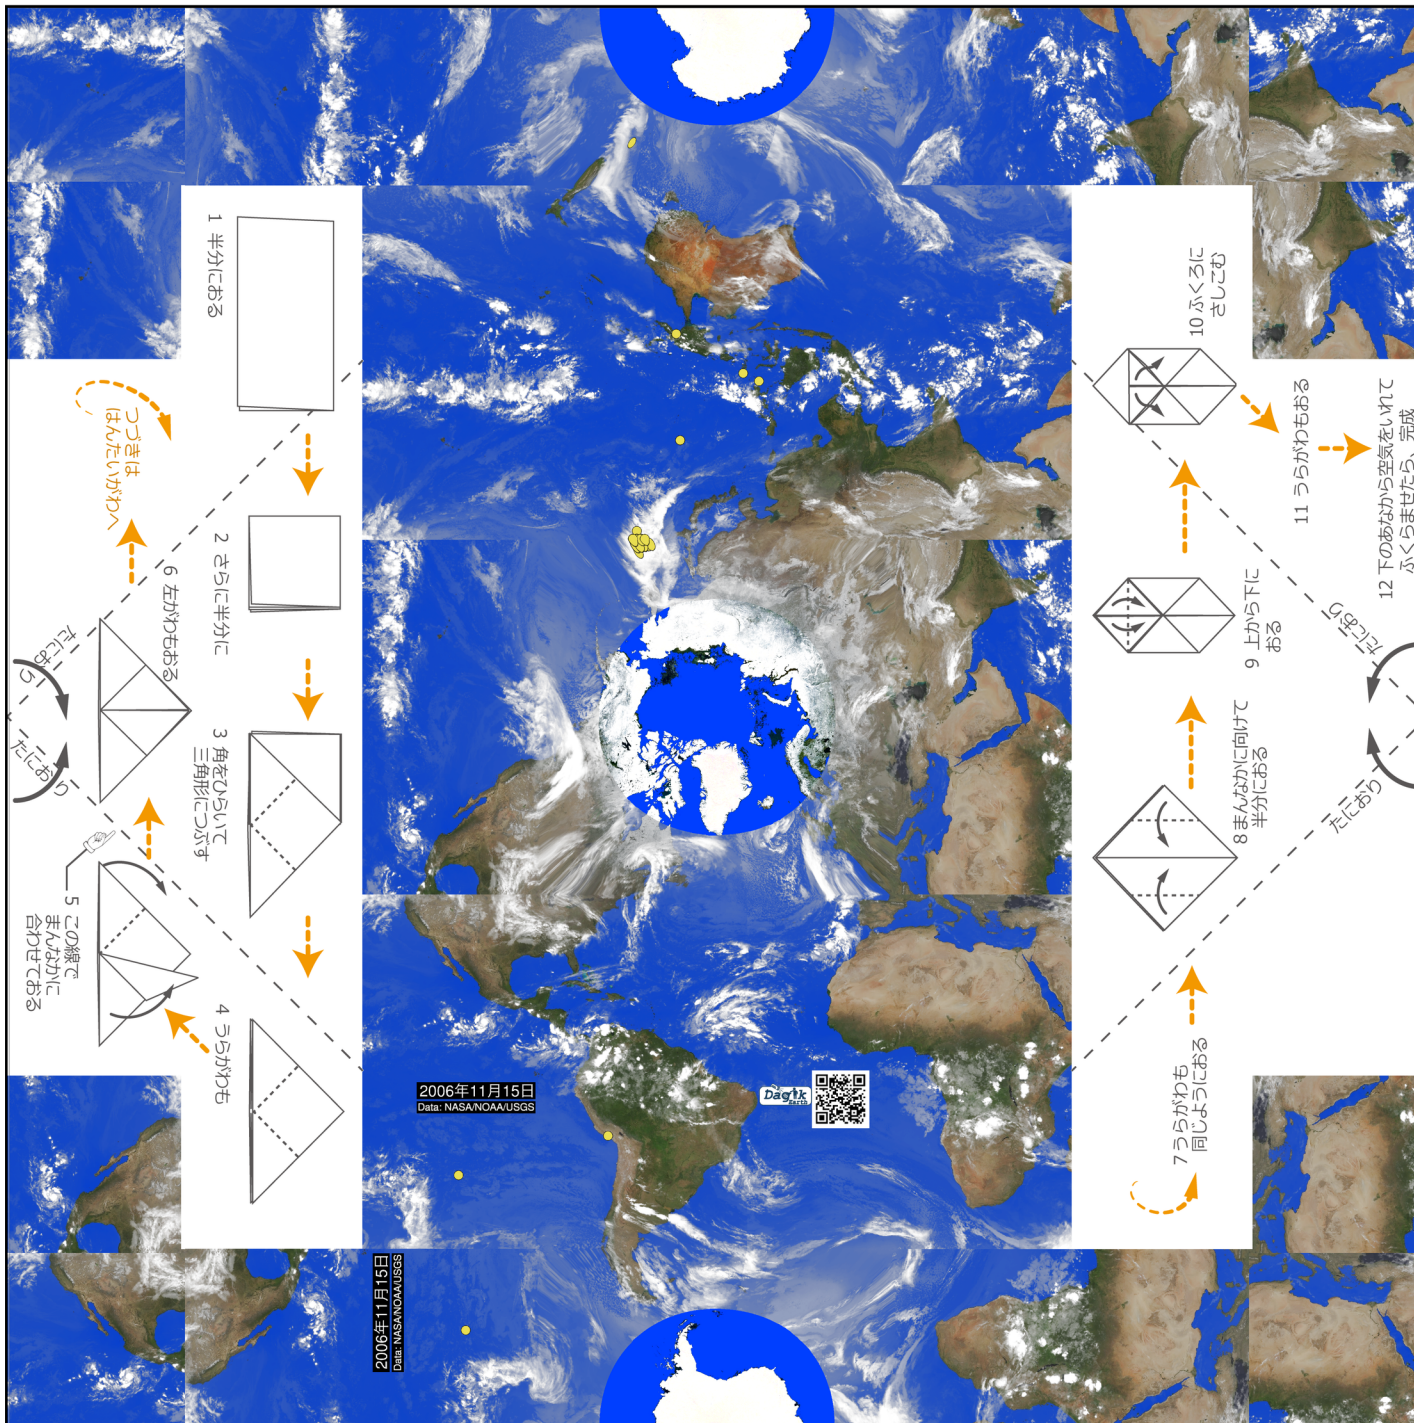 1 半分におる
2 さらに半分に
3 角をひらいて
三角形につぶす
4 うらがわも
5 この線で
まんなかに
合わせておる
6 左がわもおる
つづきは
はんたいがわへ
たにおり
たにおり
7 うらがわも
同じようにおる
8 まんなかに向けて
半分におる
9 上から下に
おる
10 ふくろに
さしこむ
11 うらがわもおる
12 下のあなから空気をいれて
ふくらませたら、完成
たにおり
たにおり
2006年11月15日
Data: NASA/NOAA/USGS
Dagik
Earth
2006年11月15日
Data: NASA/NOAA/USGS